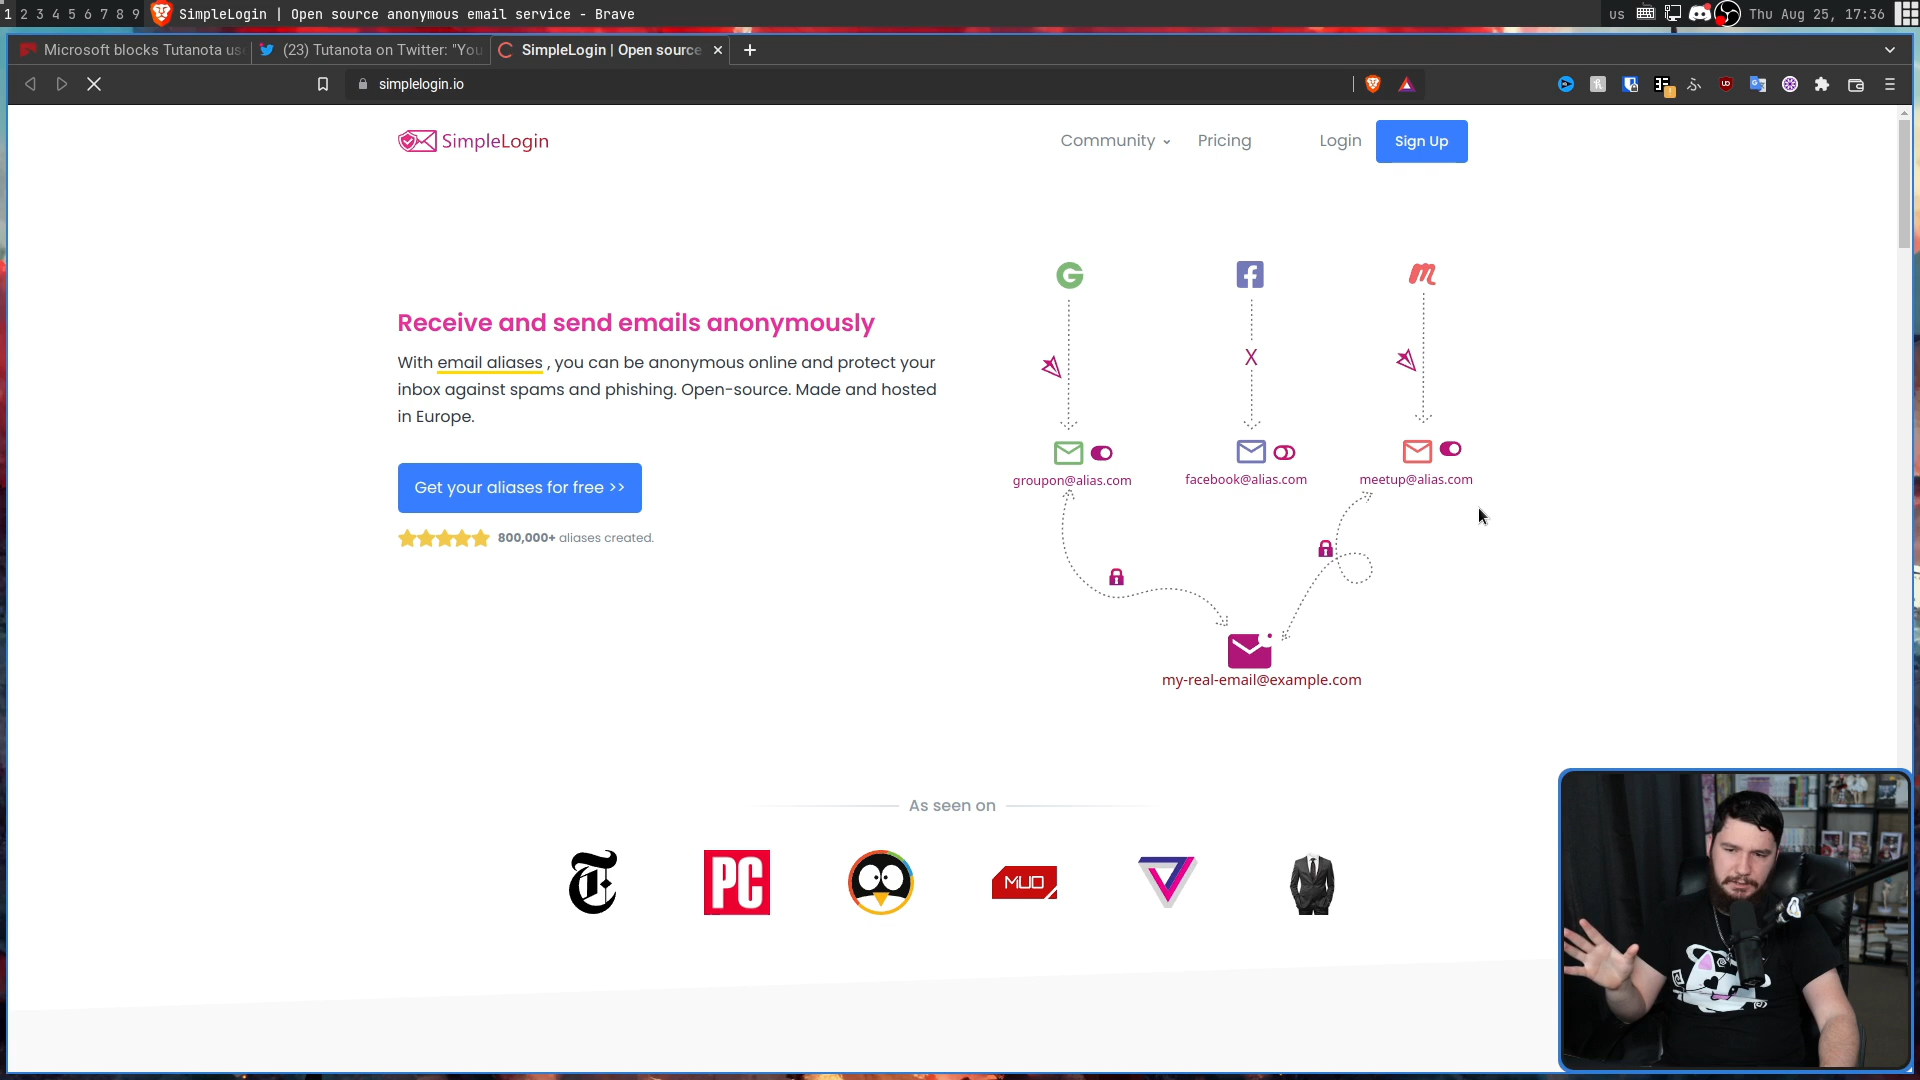 1 2 3 4 5 6 7 8 9 SimpleLogin | Open source anonymous email service - Brave
us Thu Aug 25, 17:36
Microsoft blocks Tutanota us
(23) Tutanota on Twitter: "You
SimpleLogin | Open source
simplelogin.io
SimpleLogin
Community
Pricing
Login
Sign Up
Receive and send emails anonymously
With email aliases , you can be anonymous online and protect your
inbox against spams and phishing. Open-source. Made and hosted
in Europe.
Get your aliases for free >>
800,000+ aliases created.
X
groupon@alias.com
facebook@alias.com
meetup@alias.com
my-real-email@example.com
As seen on
T
PC
MUO